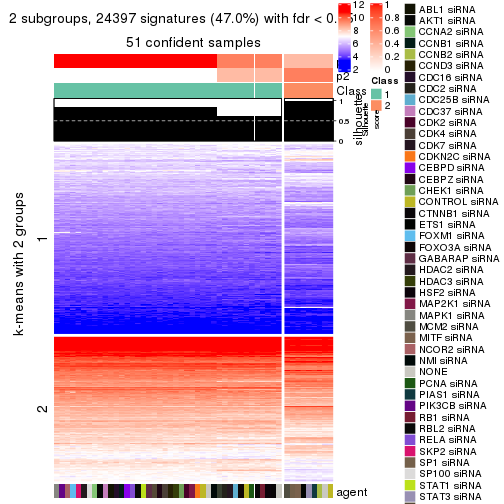 2 subgroups, 24397 signatures (47.0%) with fdr < 0.
51 confident samples
12
10
8
6
4
2
1
0.8
0.6
0.4
0.2
0
p2
Class
Class
1
2
1
0.5
0
silhouette
Silhouette
score
k-means with 2 groups
1
2
agent
ABL1 siRNA
AKT1 siRNA
CCNA2 siRNA
CCNB1 siRNA
CCNB2 siRNA
CCND3 siRNA
CDC16 siRNA
CDC2 siRNA
CDC25B siRNA
CDC37 siRNA
CDK2 siRNA
CDK4 siRNA
CDK7 siRNA
CDKN2C siRNA
CEBPD siRNA
CEBPZ siRNA
CHEK1 siRNA
CONTROL siRNA
CTNNB1 siRNA
ETS1 siRNA
FOXM1 siRNA
FOXO3A siRNA
GABARAP siRNA
HDAC2 siRNA
HDAC3 siRNA
HSF2 siRNA
MAP2K1 siRNA
MAPK1 siRNA
MCM2 siRNA
MITF siRNA
NCOR2 siRNA
NMI siRNA
NONE
PCNA siRNA
PIAS1 siRNA
PIK3CB siRNA
RB1 siRNA
RBL2 siRNA
RELA siRNA
SKP2 siRNA
SP1 siRNA
SP100 siRNA
STAT1 siRNA
STAT3 siRNA